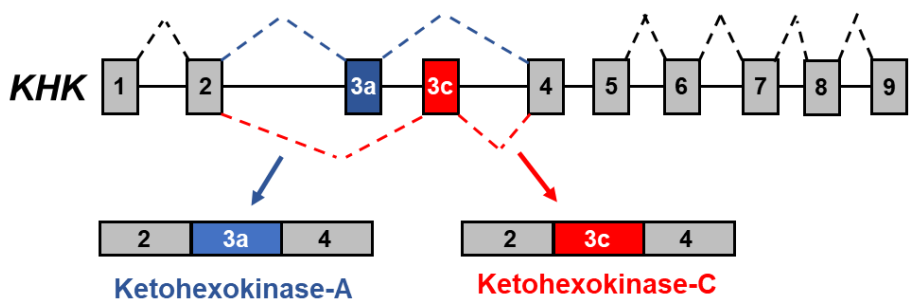 KHK 1 2 3a 3c 4 5 6 7 8 9
2 3a 4 2 3c 4
Ketohexokinase-A Ketohexokinase-C